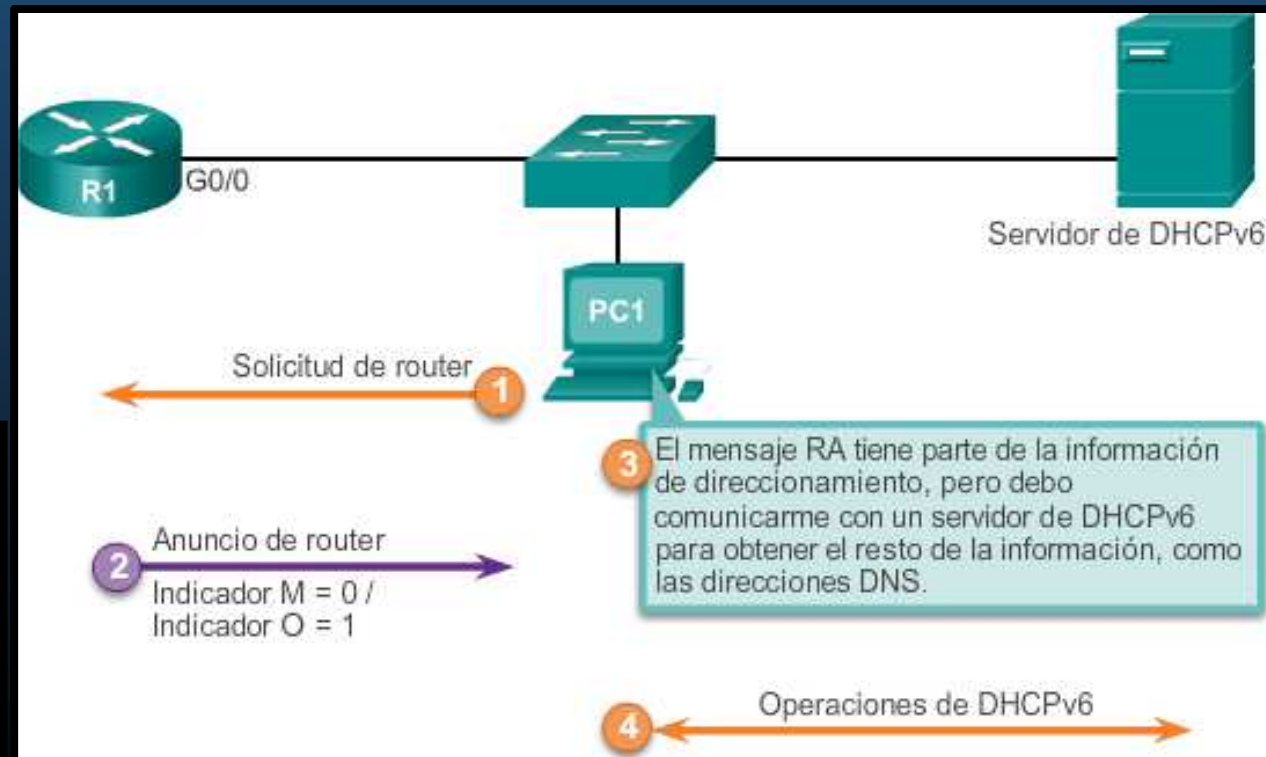 R1
G0/0
Servidor de DHCPv6
PC1
Solicitud de router
1
3
El mensaje RA tiene parte de la información
de direccionamiento, pero debo
comunicarme con un servidor de DHCPv6
para obtener el resto de la información, como
las direcciones DNS.
2
Anuncio de router
Indicador M = 0 /
Indicador O = 1
4
Operaciones de DHCPv6